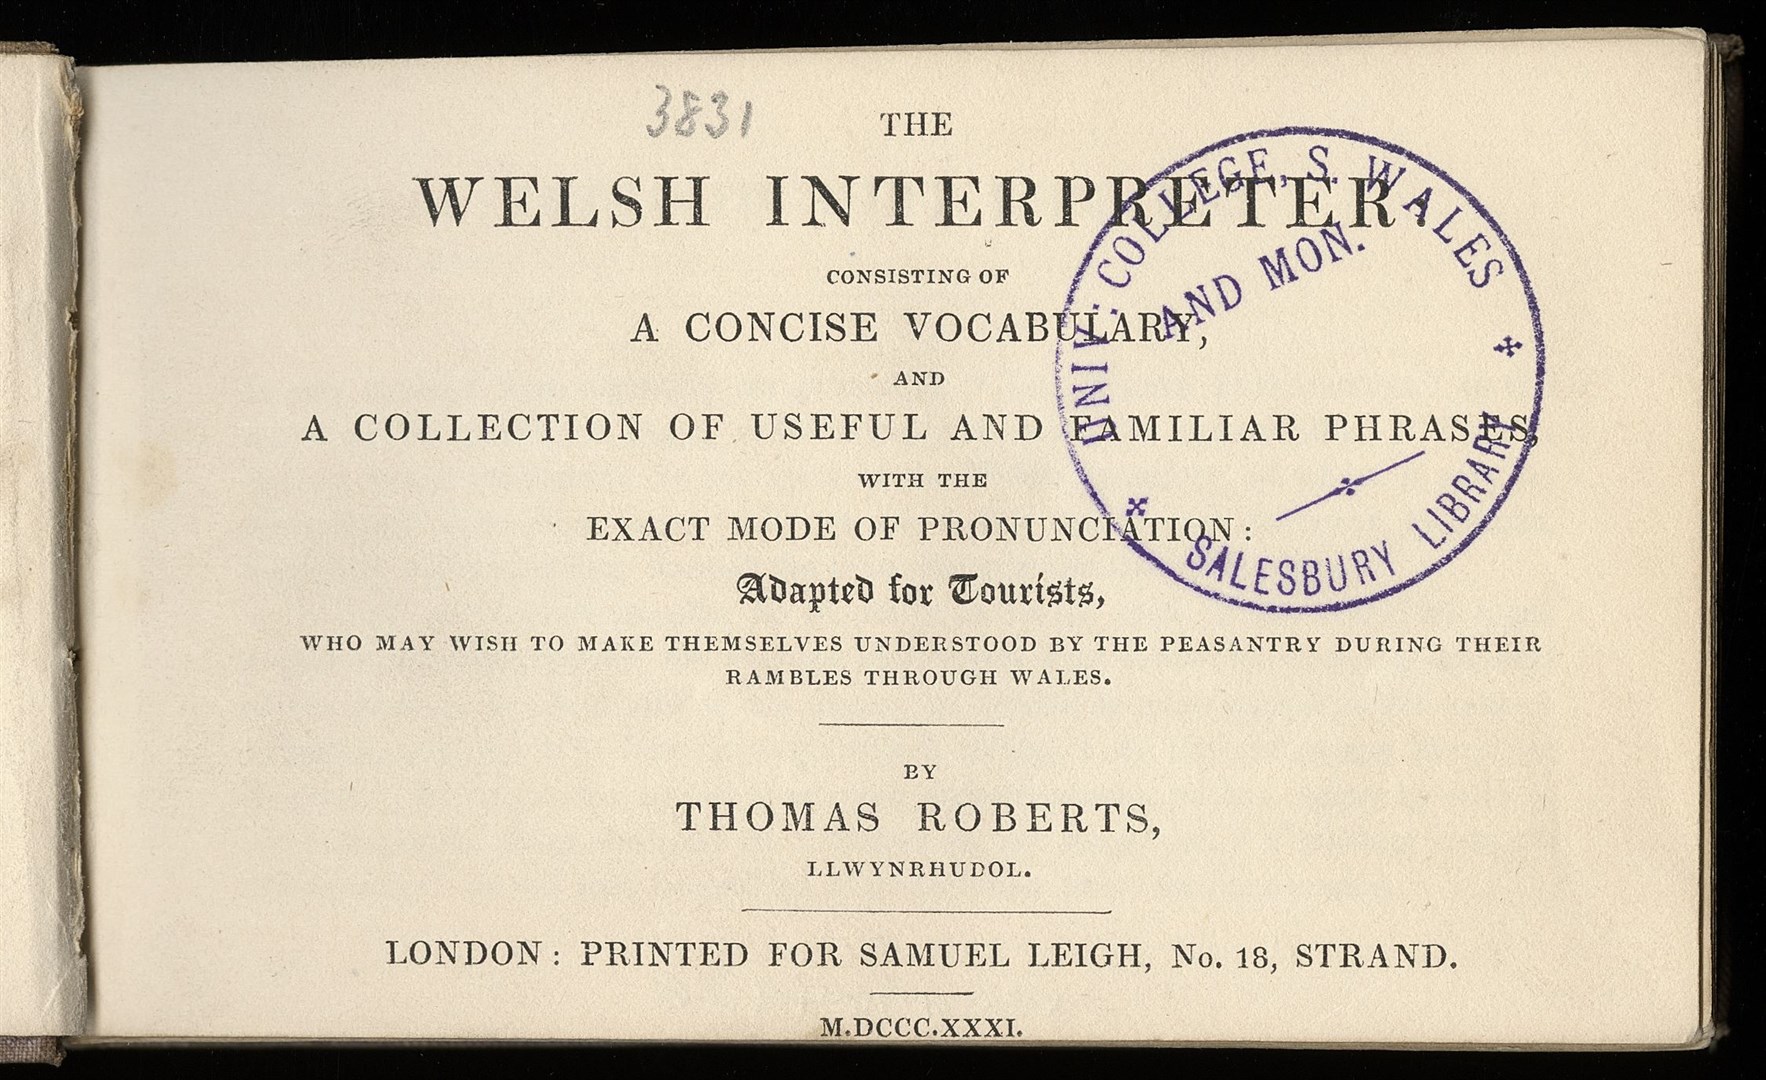 3831
THE
WELSH INTERPRETER:
CONSISTING OF
A CONCISE VOCABULARY,
AND
A COLLECTION OF USEFUL AND FAMILIAR PHRASES,
WITH THE
EXACT MODE OF PRONUNCIATION:
Adapted for Tourists,
WHO MAY WISH TO MAKE THEMSELVES UNDERSTOOD BY THE PEASANTRY DURING THEIR
RAMBLES THROUGH WALES.
BY
THOMAS ROBERTS,
LLWYNRHUDOL.
LONDON: PRINTED FOR SAMUEL LEIGH, No. 18, STRAND.
M.DCCC.XXXI.
UNIV: COLLEGE, S. WALES
AND MON.
SALESBURY LIBRARY